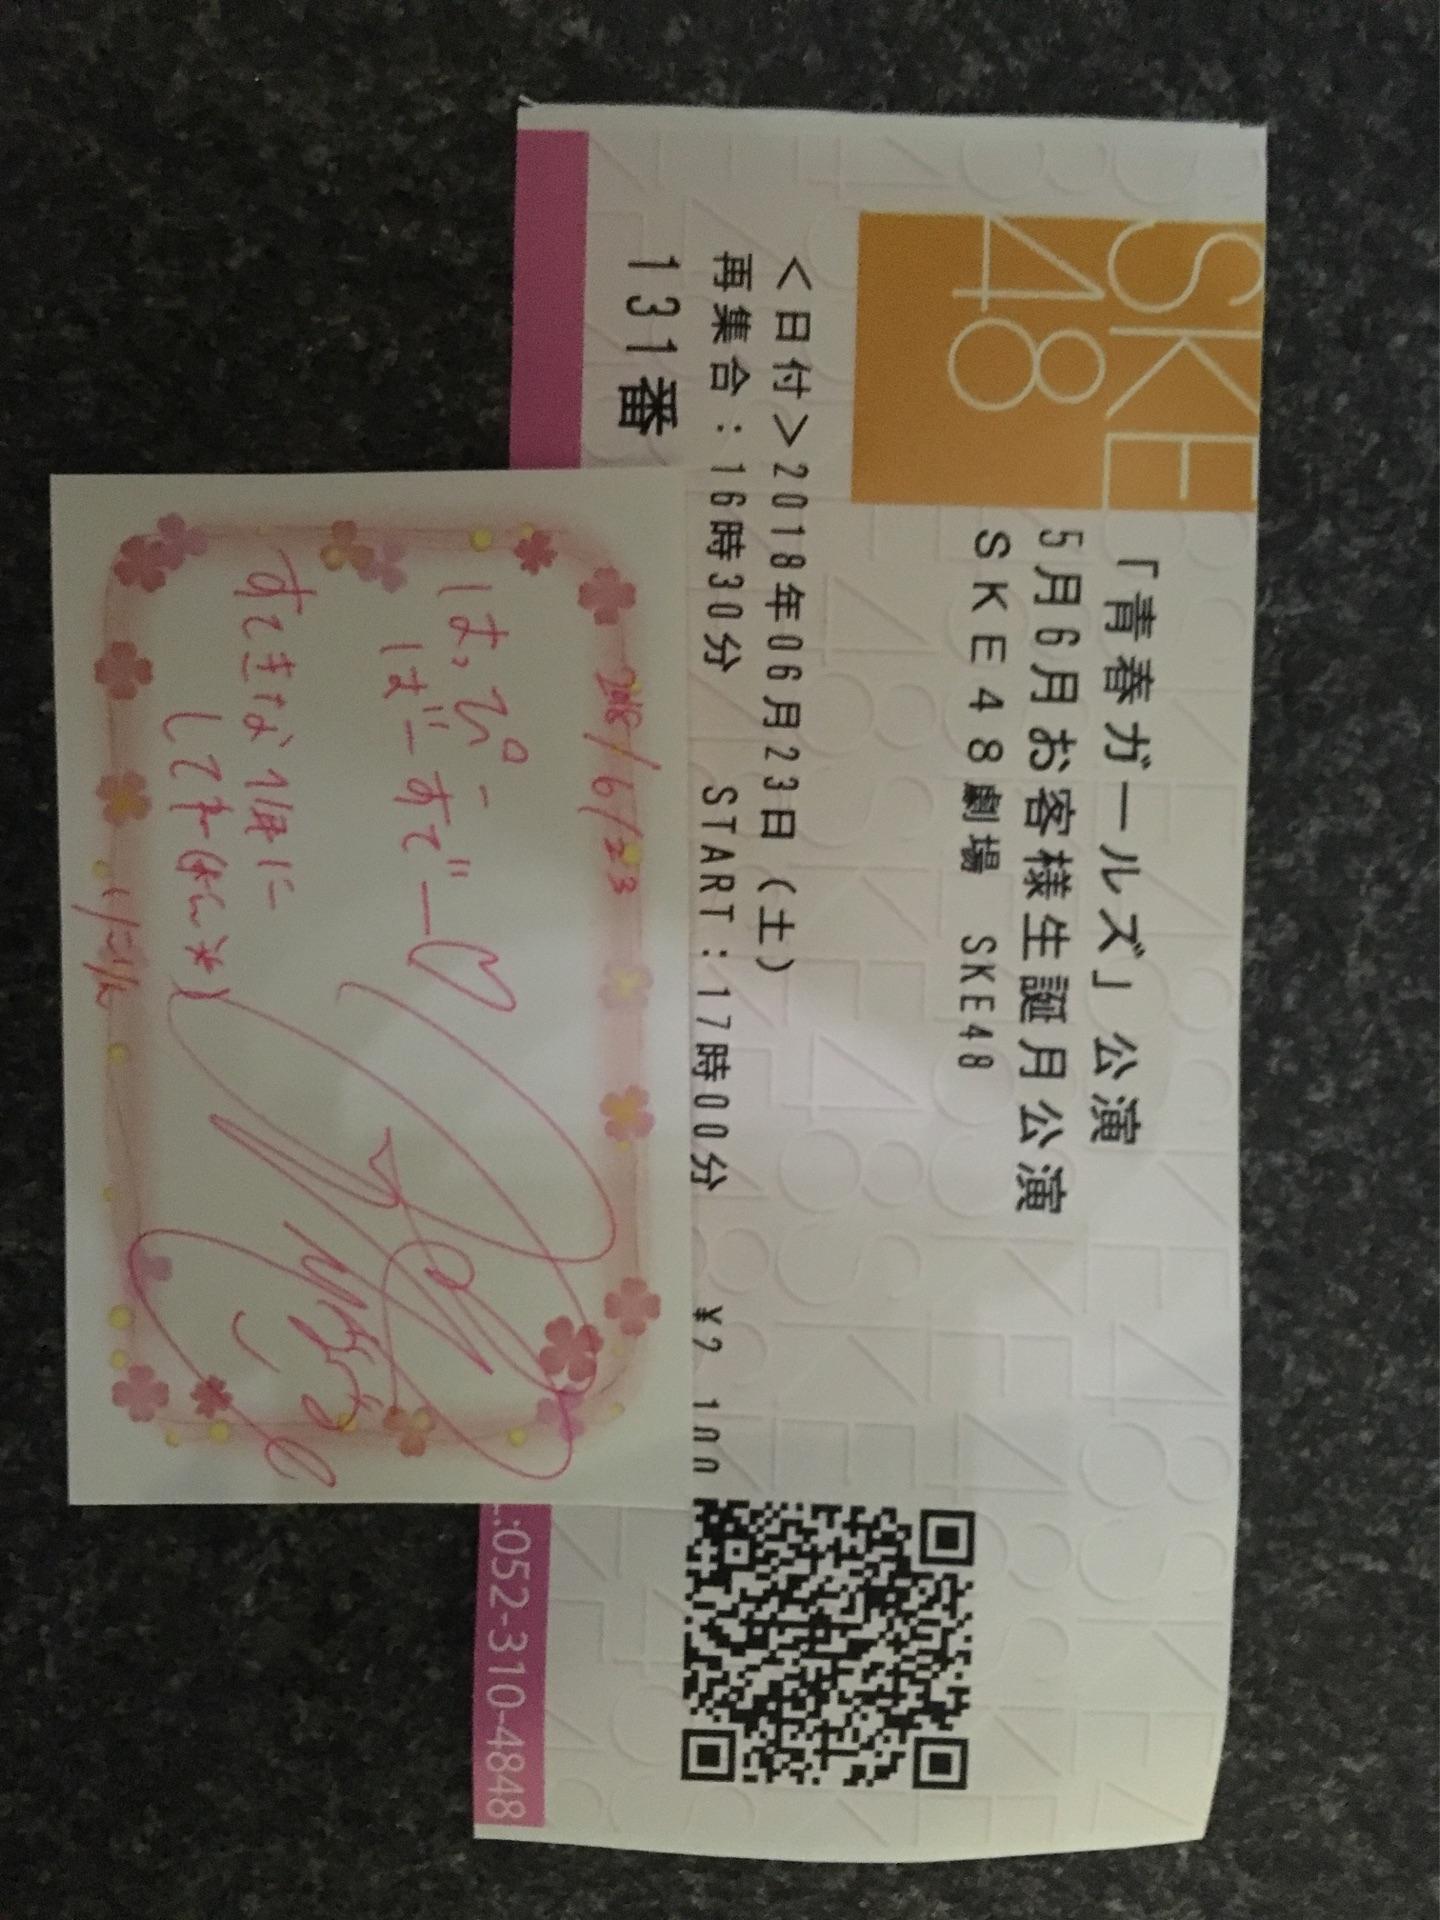 SKE
48
「青春ガールズ」公演
5月6月お客様生誕月公演
SKE48劇場 SKE48
<日付>2018年06月23日(土)
再集合:16時30分 START:17時00分 ¥2,100
131番
:052-310-4848
2018/6/23
はっぴー
ばーすでー♡
すてきな1年に
してね